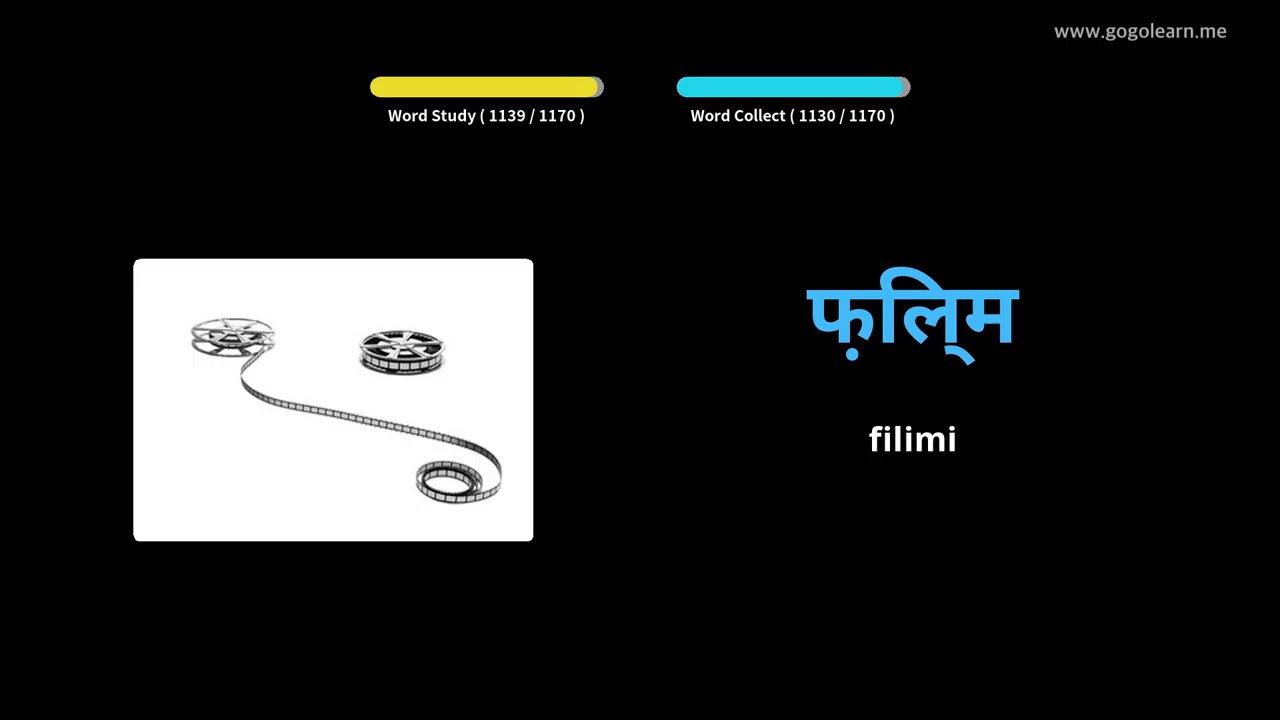 www.gogolearn.me
Word Study ( 1139 / 1170 )
Word Collect ( 1130 / 1170 )
फ़लि्म
filimi